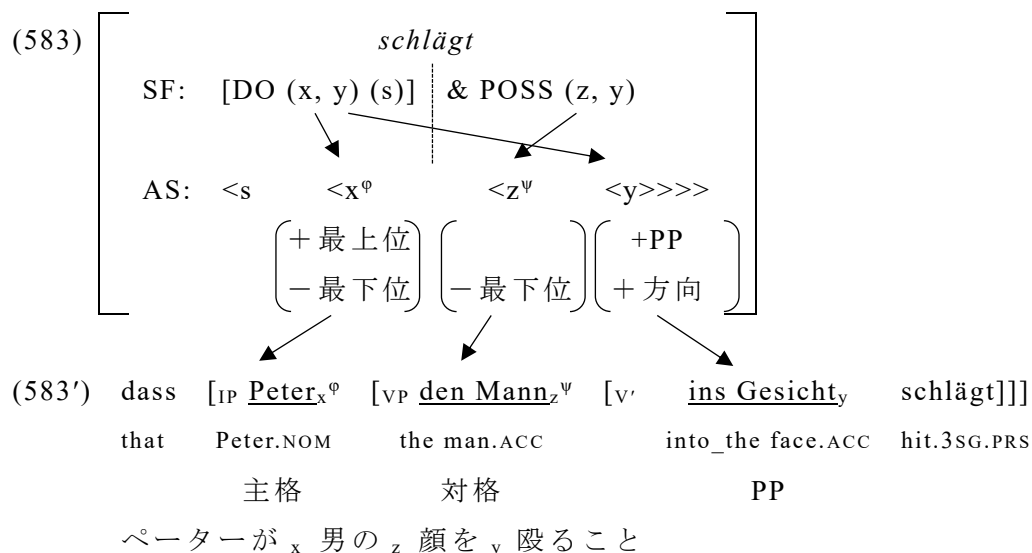 (583) schlägt
SF: [DO (x, y) (s)] & POSS (z, y)
AS: <s <xᵠ <zᵠ <y>>>>
＋最上位 +PP
－最下位 －最下位 ＋方向
(583′) dass [IP Peterₓᵠ [VP den Mann_z^ψ [V′ ins Gesicht_y schlägt]]]
that Peter.NOM the man.ACC into_the face.ACC hit.3SG.PRS
主格 対格 PP
ペーターが x 男の z 顔を y 殴ること